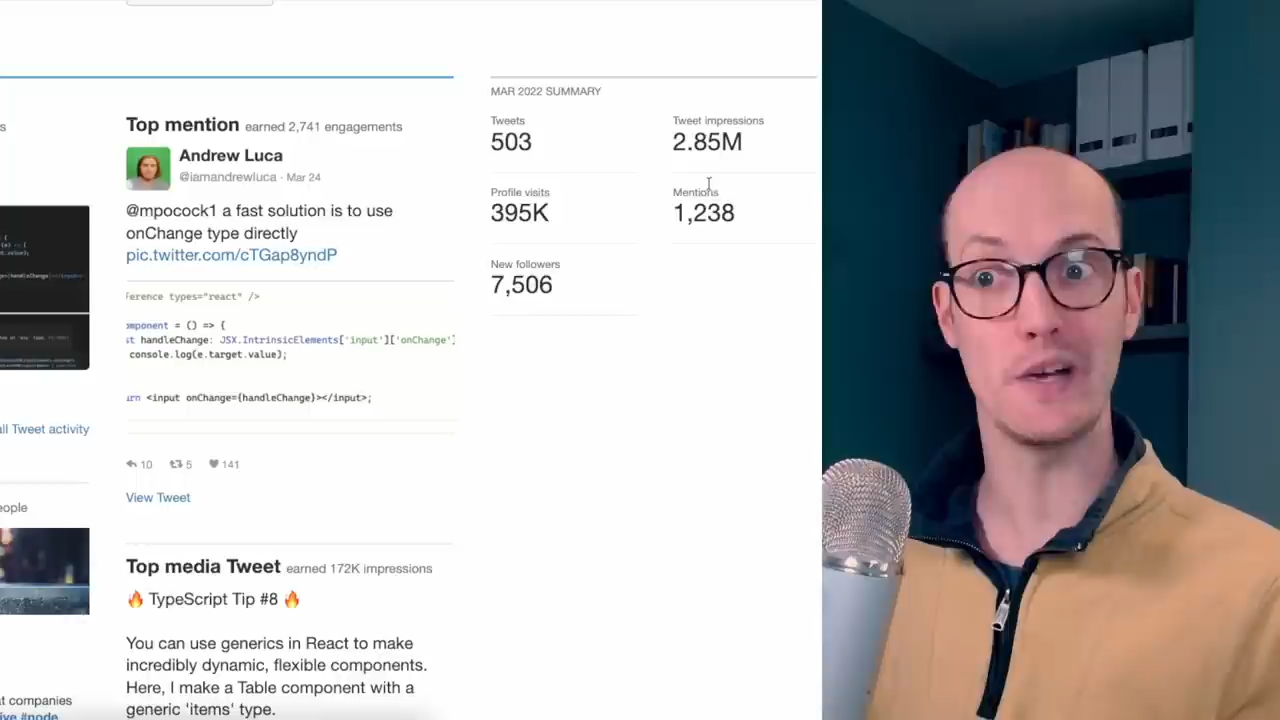 s
Top mention earned 2,741 engagements
Andrew Luca
@iamandrewluca · Mar 24
@mpocock1 a fast solution is to use
onChange type directly
pic.twitter.com/cTGap8yndP
ference types="react" />
omponent = () => {
st handleChange: JSX.IntrinsicElements['input']['onChange']
console.log(e.target.value);
urn <input onChange={handleChange}></input>;
10 5 141
View Tweet
all Tweet activity
eople
at companies
ive #node
Top media Tweet earned 172K impressions
🔥 TypeScript Tip #8 🔥
You can use generics in React to make
incredibly dynamic, flexible components.
Here, I make a Table component with a
generic 'items' type.
MAR 2022 SUMMARY
Tweets
503
Tweet impressions
2.85M
Profile visits
395K
Mentions
1,238
New followers
7,506